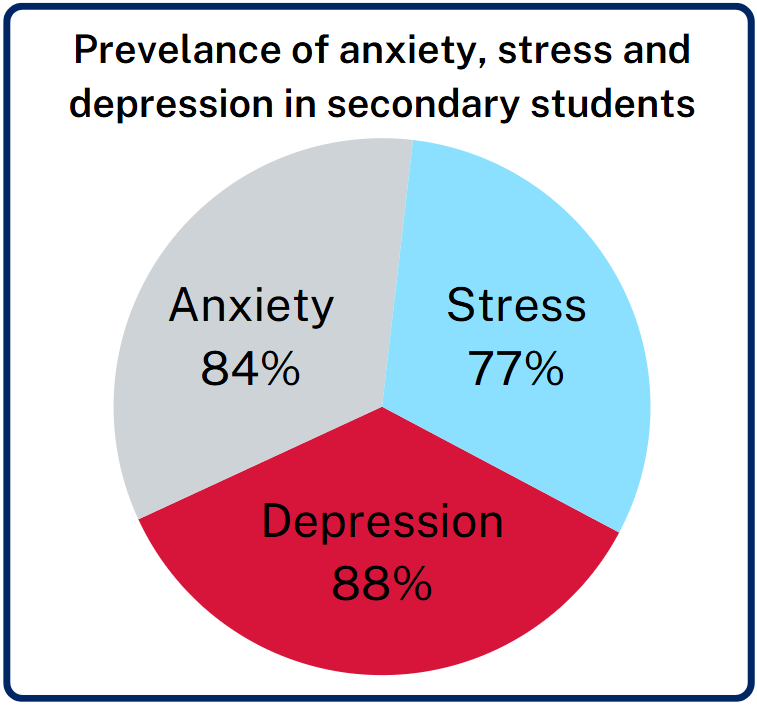 Prevelance of anxiety, stress and
depression in secondary students
Anxiety
84%
Stress
77%
Depression
88%